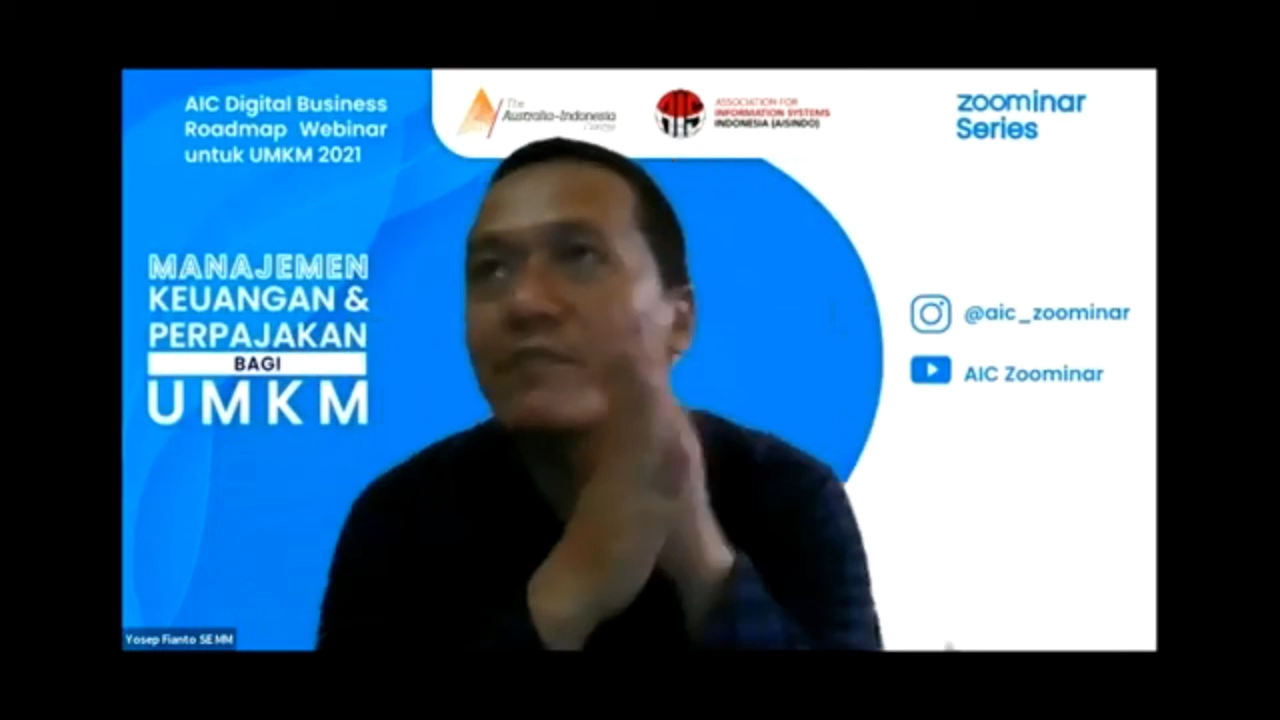 AIC Digital Business
Roadmap Webinar
untuk UMKM 2021
The
Australia-Indonesia
Centre
ASSOCIATION FOR
INFORMATION SYSTEMS
INDONESIA (AISINDO)
zoominar
Series
MANAJEMEN
KEUANGAN &
PERPAJAKAN
BAGI
UMKM
@aic_zoominar
AIC Zoominar
Yosep Fianto SE MM